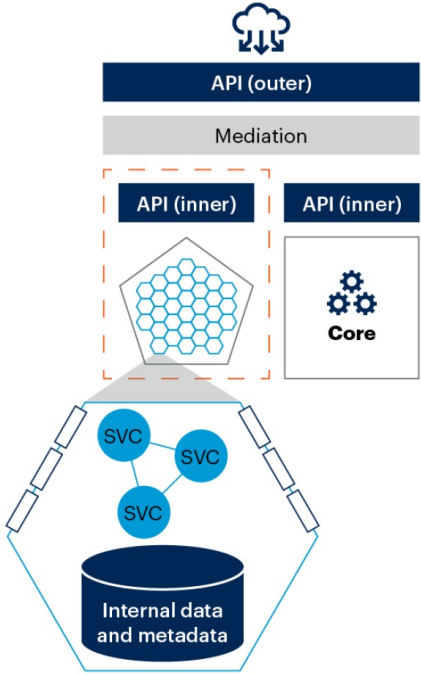 API (outer)
Mediation
API (inner)
API (inner)
Core
SVC
SVC
SVC
Internal data
and metadata